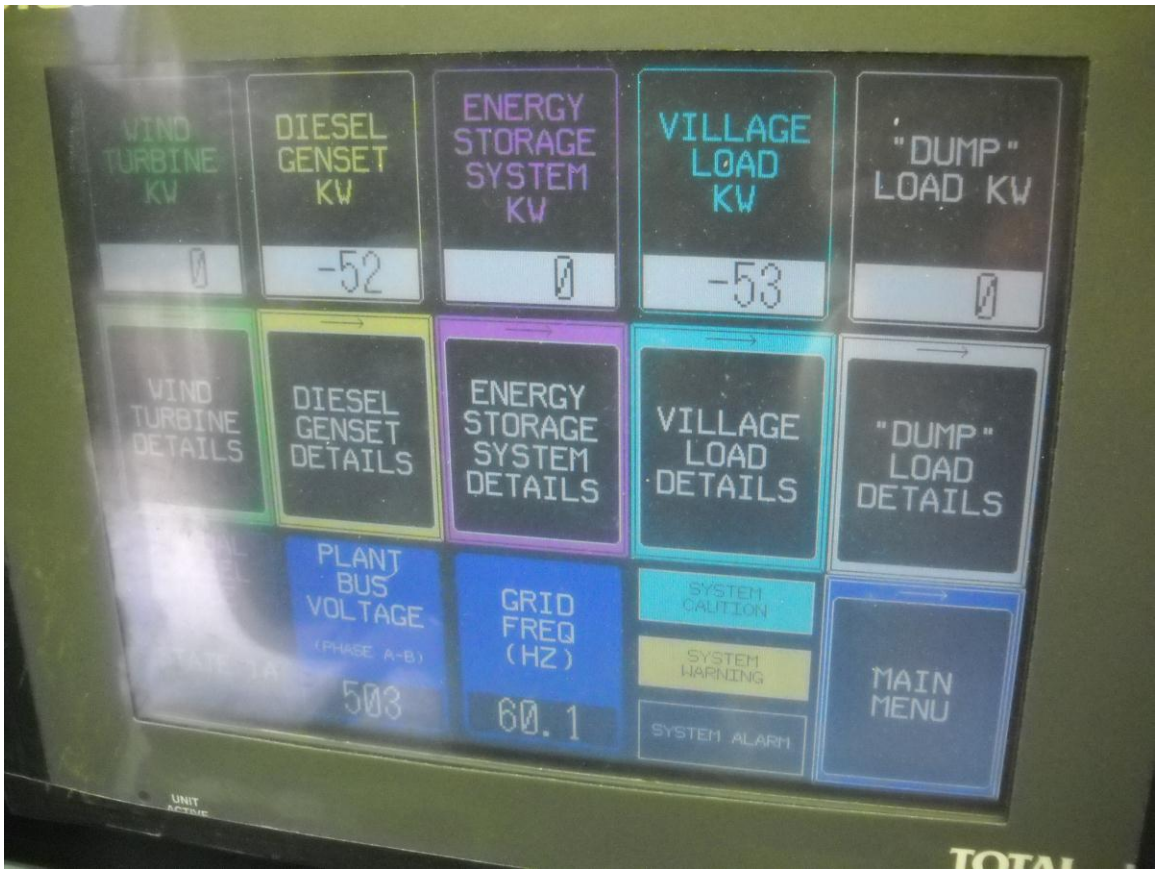 WIND
TURBINE
KW
0
DIESEL
GENSET
KW
-52
ENERGY
STORAGE
SYSTEM
KW
0
VILLAGE
LOAD
KW
-53
"DUMP"
LOAD KW
0
WIND
TURBINE
DETAILS
DIESEL
GENSET
DETAILS
ENERGY
STORAGE
SYSTEM
DETAILS
VILLAGE
LOAD
DETAILS
"DUMP"
LOAD
DETAILS
PLANT
BUS
VOLTAGE
(PHASE A-B)
503
GRID
FREQ
(HZ)
60.1
SYSTEM
CAUTION
SYSTEM
WARNING
SYSTEM ALARM
MAIN
MENU
UNIT
ACTIVE
TOTAL